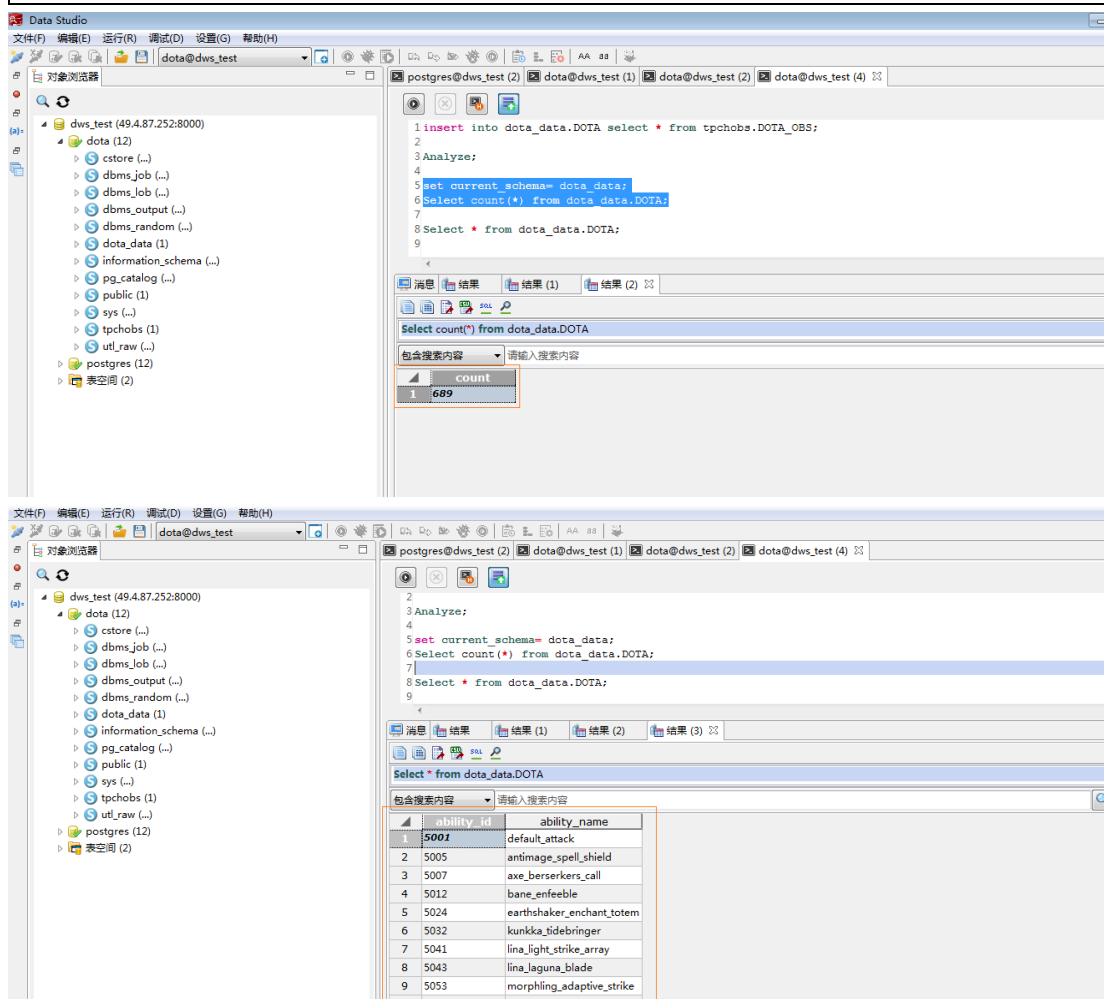 Data Studio
文件(F) 编辑(E) 运行(R) 调试(D) 设置(G) 帮助(H)
dota@dws_test
对象浏览器
dws_test (49.4.87.252:8000)
dota (12)
cstore (...)
dbms_job (...)
dbms_lob (...)
dbms_output (...)
dbms_random (...)
dota_data (1)
information_schema (...)
pg_catalog (...)
public (1)
sys (...)
tpchobs (1)
utl_raw (...)
postgres (12)
表空间 (2)
postgres@dws_test (2) dota@dws_test (1) dota@dws_test (2) dota@dws_test (4)
1 insert into dota_data.DOTA select * from tpchobs.DOTA_OBS;
2
3 Analyze;
4
5 set current_schema= dota_data;
6 Select count(*) from dota_data.DOTA;
7
8 Select * from dota_data.DOTA;
9
消息 结果 结果 (1) 结果 (2)
Select count(*) from dota_data.DOTA
包含搜索内容 请输入搜索内容
count
1 689
文件(F) 编辑(E) 运行(R) 调试(D) 设置(G) 帮助(H)
dota@dws_test
对象浏览器
dws_test (49.4.87.252:8000)
dota (12)
cstore (...)
dbms_job (...)
dbms_lob (...)
dbms_output (...)
dbms_random (...)
dota_data (1)
information_schema (...)
pg_catalog (...)
public (1)
sys (...)
tpchobs (1)
utl_raw (...)
postgres (12)
表空间 (2)
postgres@dws_test (2) dota@dws_test (1) dota@dws_test (2) dota@dws_test (4)
2
3 Analyze;
4
5 set current_schema= dota_data;
6 Select count(*) from dota_data.DOTA;
7
8 Select * from dota_data.DOTA;
9
消息 结果 结果 (1) 结果 (2) 结果 (3)
Select * from dota_data.DOTA
包含搜索内容 请输入搜索内容
ability_id ability_name
1 5001 default_attack
2 5005 antimage_spell_shield
3 5007 axe_berserkers_call
4 5012 bane_enfeeble
5 5024 earthshaker_enchant_totem
6 5032 kunkka_tidebringer
7 5041 lina_light_strike_array
8 5043 lina_laguna_blade
9 5053 morphling_adaptive_strike